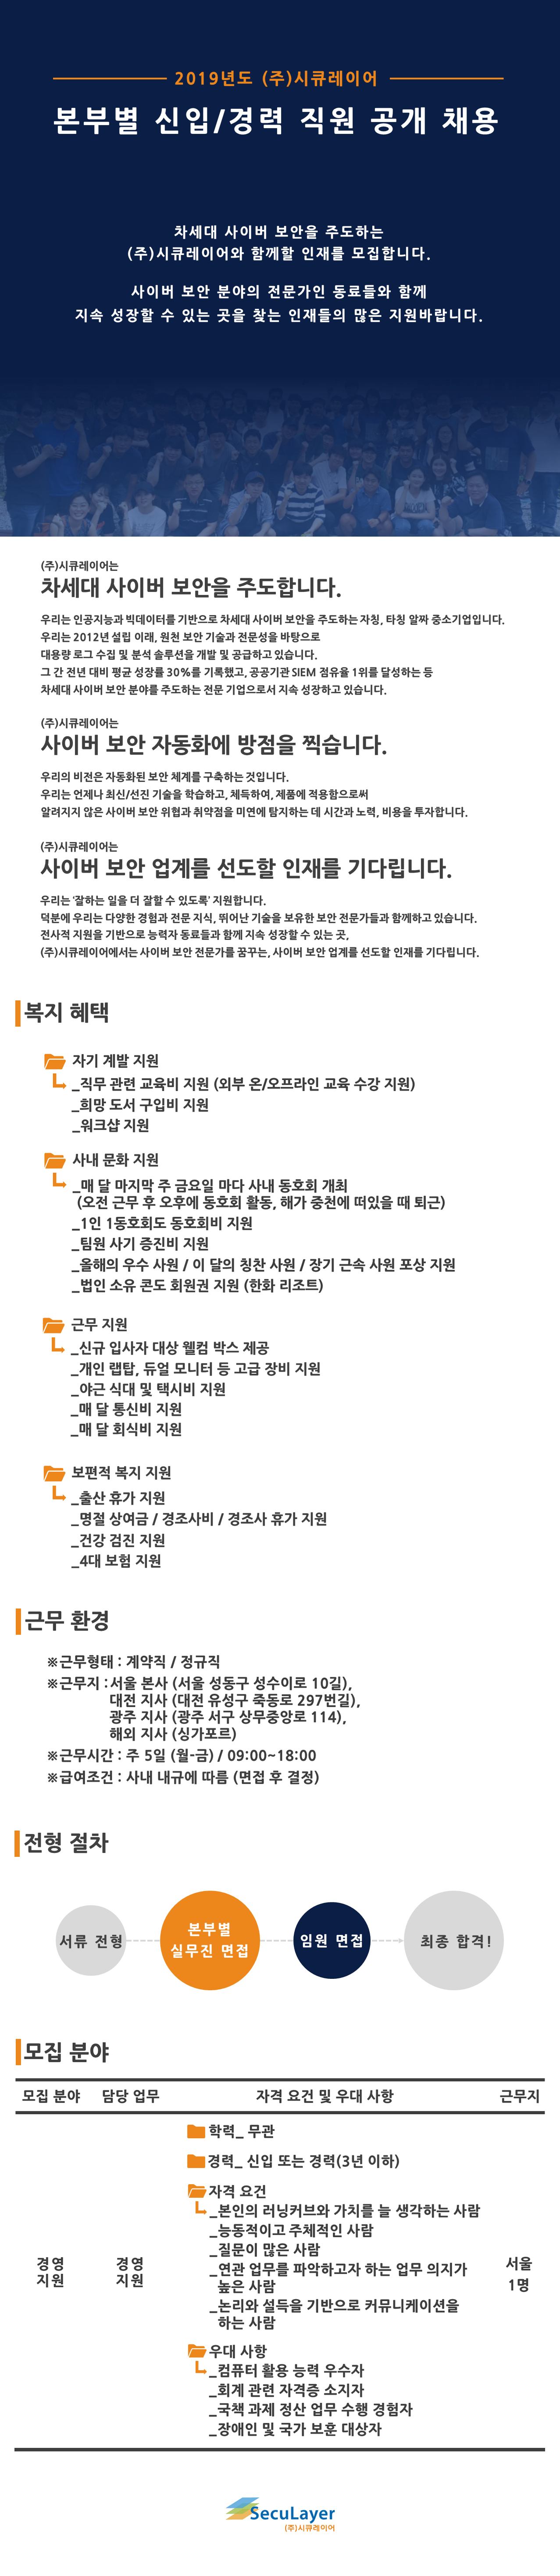 2019년도 (주)시큐레이어
본부별 신입/경력 직원 공개 채용
차세대 사이버 보안을 주도하는
(주)시큐레이어와 함께할 인재를 모집합니다.
사이버 보안 분야의 전문가인 동료들와 함께
지속 성장할 수 있는 곳을 찾는 인재들의 많은 지원바랍니다.
(주)시큐레이어는
차세대 사이버 보안을 주도합니다.
우리는 인공지능과 빅데이터를 기반으로 차세대 사이버 보안을 주도하는 자칭, 타칭 알짜 중소기업입니다.
우리는 2012년 설립 이래, 원천 보안 기술과 전문성을 바탕으로
대용량 로그 수집 및 분석 솔루션을 개발 및 공급하고 있습니다.
그 간 전년 대비 평균 성장률 30%를 기록했고, 공공기관 SIEM 점유율 1위를 달성하는 등
차세대 사이버 보안 분야를 주도하는 전문 기업으로서 지속 성장하고 있습니다.
(주)시큐레이어는
사이버 보안 자동화에 방점을 찍습니다.
우리의 비전은 자동화된 보안 체계를 구축하는 것입니다.
우리는 언제나 최신/선진 기술을 학습하고, 체득하여, 제품에 적용함으로써
알려지지 않은 사이버 보안 위협과 취약점을 미연에 탐지하는 데 시간과 노력, 비용을 투자합니다.
(주)시큐레이어는
사이버 보안 업계를 선도할 인재를 기다립니다.
우리는 '잘하는 일을 더 잘할 수 있도록' 지원합니다.
덕분에 우리는 다양한 경험과 전문 지식, 뛰어난 기술을 보유한 보안 전문가들과 함께하고 있습니다.
전사적 지원을 기반으로 능력자 동료들과 함께 지속 성장할 수 있는 곳,
(주)시큐레이어에서는 사이버 보안 전문가를 꿈꾸는, 사이버 보안 업계를 선도할 인재를 기다립니다.
복지 혜택
자기 계발 지원
_직무 관련 교육비 지원 (외부 온/오프라인 교육 수강 지원)
_희망 도서 구입비 지원
_워크샵 지원
사내 문화 지원
_매 달 마지막 주 금요일 마다 사내 동호회 개최
(오전 근무 후 오후에 동호회 활동, 해가 중천에 떠있을 때 퇴근)
_1인 1동호회도 동호회비 지원
_팀원 사기 증진비 지원
_올해의 우수 사원 / 이 달의 칭찬 사원 / 장기 근속 사원 포상 지원
_법인 소유 콘도 회원권 지원 (한화 리조트)
근무 지원
_신규 입사자 대상 웰컴 박스 제공
_개인 랩탑, 듀얼 모니터 등 고급 장비 지원
_야근 식대 및 택시비 지원
_매 달 통신비 지원
_매 달 회식비 지원
보편적 복지 지원
_출산 휴가 지원
_명절 상여금 / 경조사비 / 경조사 휴가 지원
_건강 검진 지원
_4대 보험 지원
근무 환경
※근무형태 : 계약직 / 정규직
※근무지 : 서울 본사 (서울 성동구 성수이로 10길),
대전 지사 (대전 유성구 죽동로 297번길),
광주 지사 (광주 서구 상무중앙로 114),
해외 지사 (싱가포르)
※근무시간 : 주 5일 (월-금) / 09:00~18:00
※급여조건 : 사내 내규에 따름 (면접 후 결정)
전형 절차
서류 전형
본부별
실무진 면접
임원 면접
최종 합격!
모집 분야
모집 분야 담당 업무 자격 요건 및 우대 사항 근무지
학력_ 무관
경력_ 신입 또는 경력(3년 이하)
자격 요건
_본인의 러닝커브와 가치를 늘 생각하는 사람
_능동적이고 주체적인 사람
_질문이 많은 사람
_연관 업무를 파악하고자 하는 업무 의지가
높은 사람
_논리와 설득을 기반으로 커뮤니케이션을
하는 사람
경영
지원
경영
지원
서울
1명
우대 사항
_컴퓨터 활용 능력 우수자
_회계 관련 자격증 소지자
_국책 과제 정산 업무 수행 경험자
_장애인 및 국가 보훈 대상자
SecuLayer
(주)시큐레이어